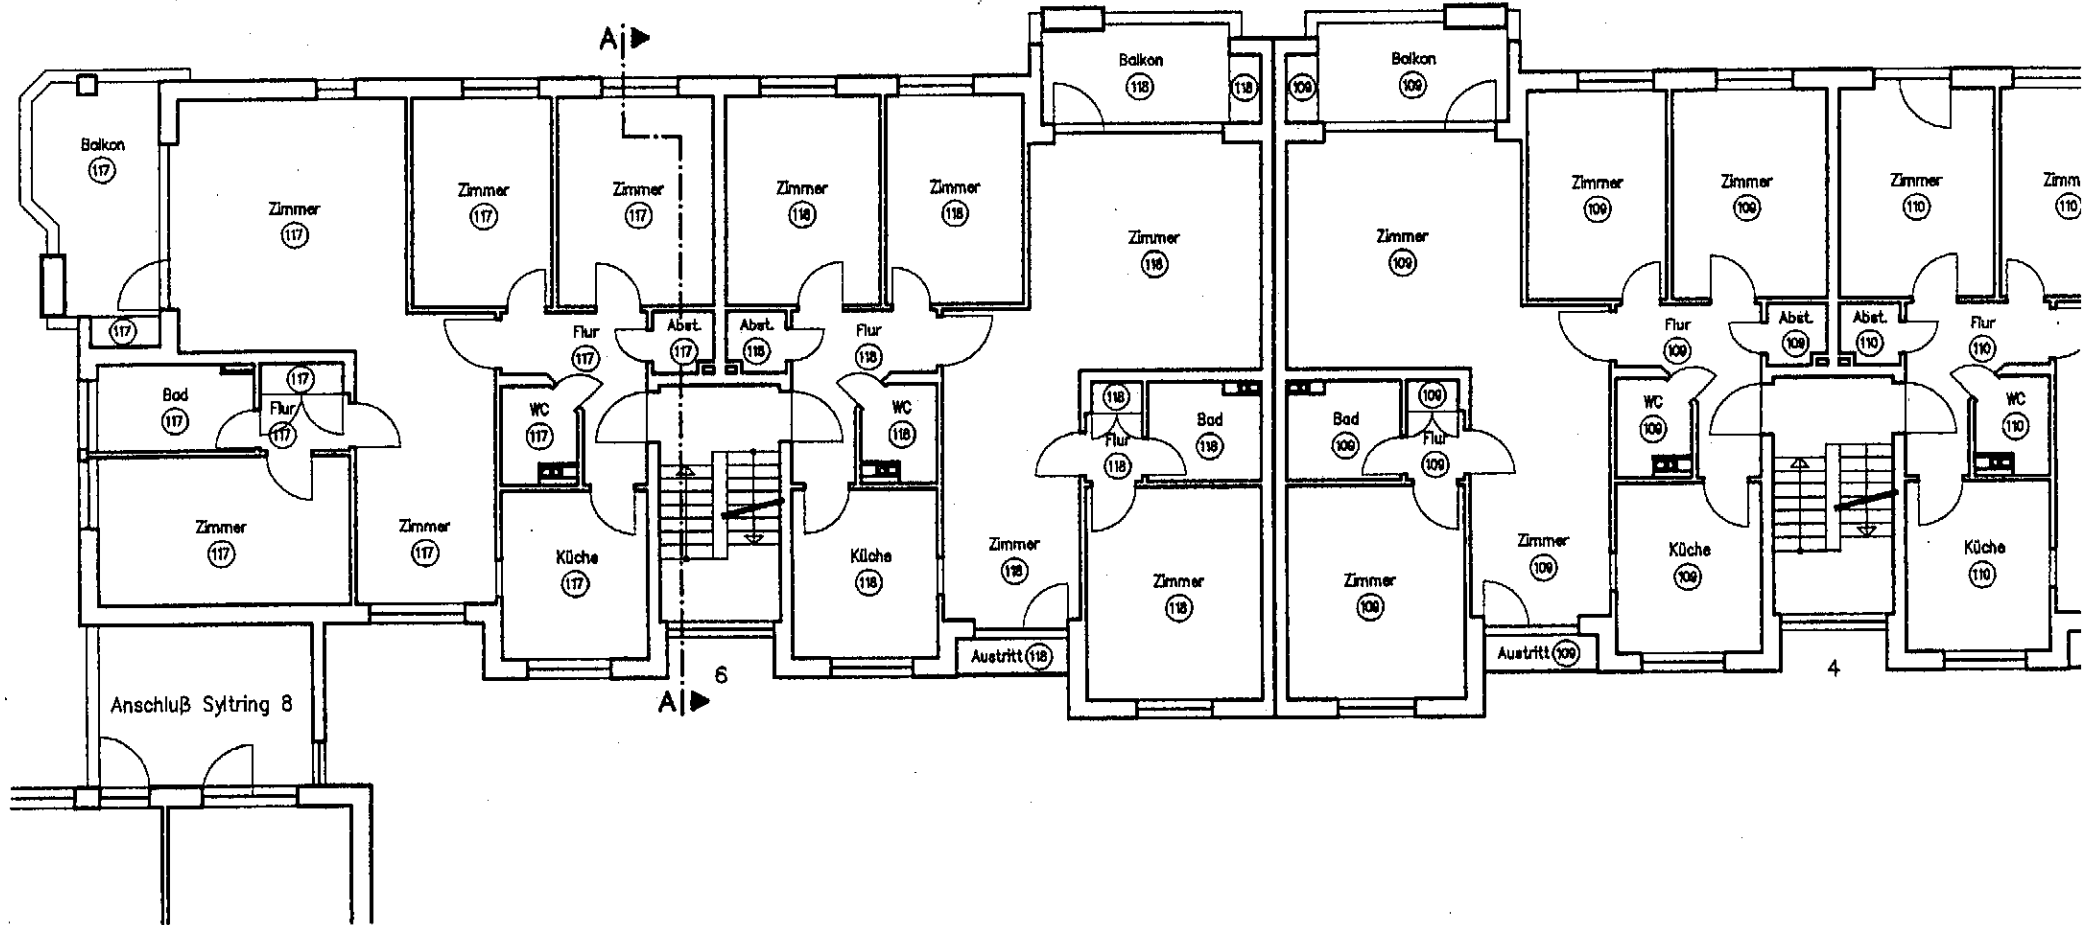 A
Balkon
118
118
109
Balkon
109
Balkon
117
Zimmer
117
Zimmer
117
Zimmer
117
Zimmer
118
Zimmer
118
Zimmer
118
Zimmer
109
Zimmer
109
Zimmer
109
Zimmer
110
Zimm
110
117
Flur
117
Abst.
117
Abst.
118
Flur
118
Flur
109
Abst.
109
Abst.
110
Flur
110
Bad
117
117
Flur
117
WC
117
WC
118
118
Flur
118
Bad
118
Bad
109
109
Flur
109
WC
109
WC
110
Zimmer
117
Zimmer
117
Küche
117
Küche
118
Zimmer
118
Zimmer
118
Zimmer
109
Zimmer
109
Küche
109
Küche
110
Austritt 118
Austritt 109
6
4
A
Anschluß Syltring 8